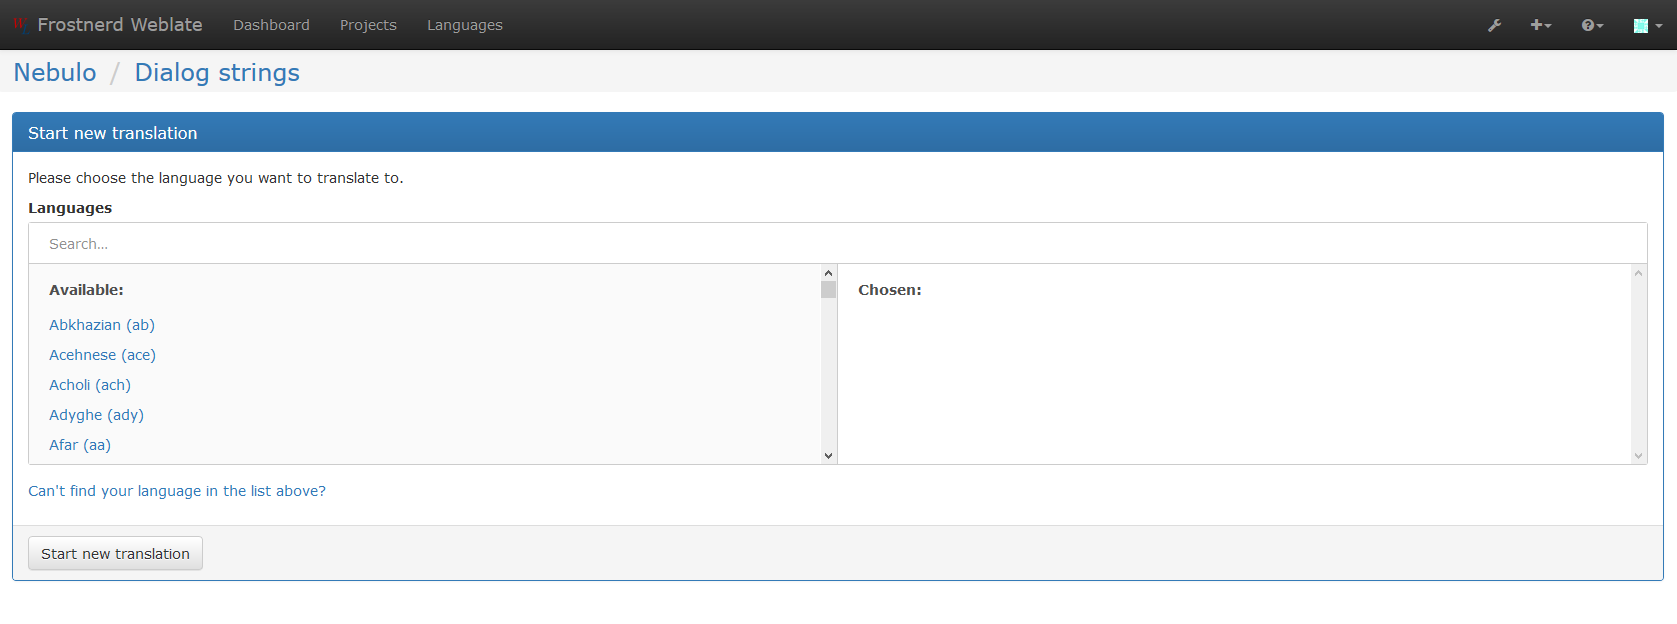 Frostnerd Weblate Dashboard Projects Languages
Nebulo / Dialog strings
Start new translation
Please choose the language you want to translate to.
Languages
Search...
Available:
Abkhazian (ab)
Acehnese (ace)
Acholi (ach)
Adyghe (ady)
Afar (aa)
Chosen:
Can't find your language in the list above?
Start new translation